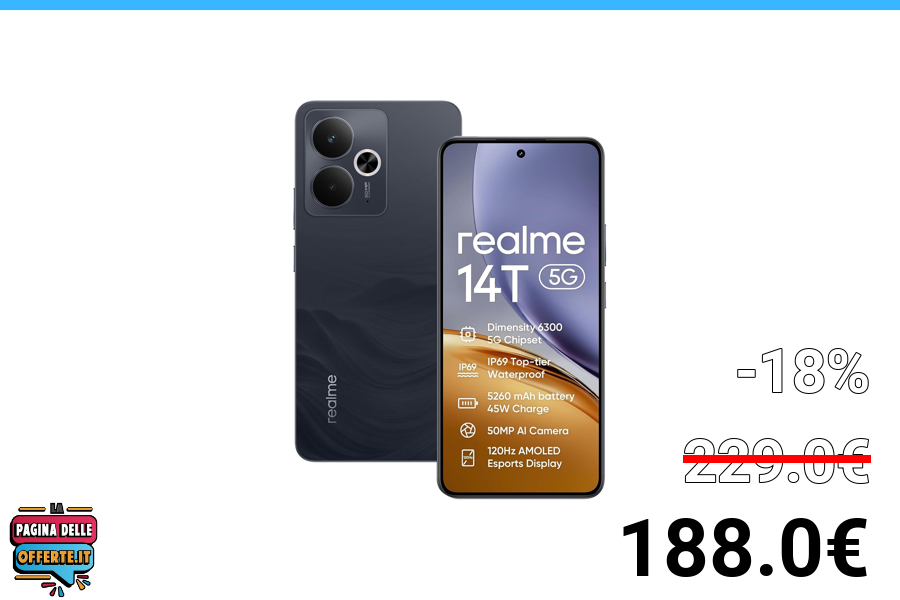 realme
realme
14T 5G
Dimensity 6300
5G Chipset
IP69
IP69 Top-tier
Waterproof
5260 mAh battery
45W Charge
50MP AI Camera
120Hz AMOLED
Esports Display
-18%
229.0€
188.0€
LA
PAGINA DELLE
OFFERTE.IT